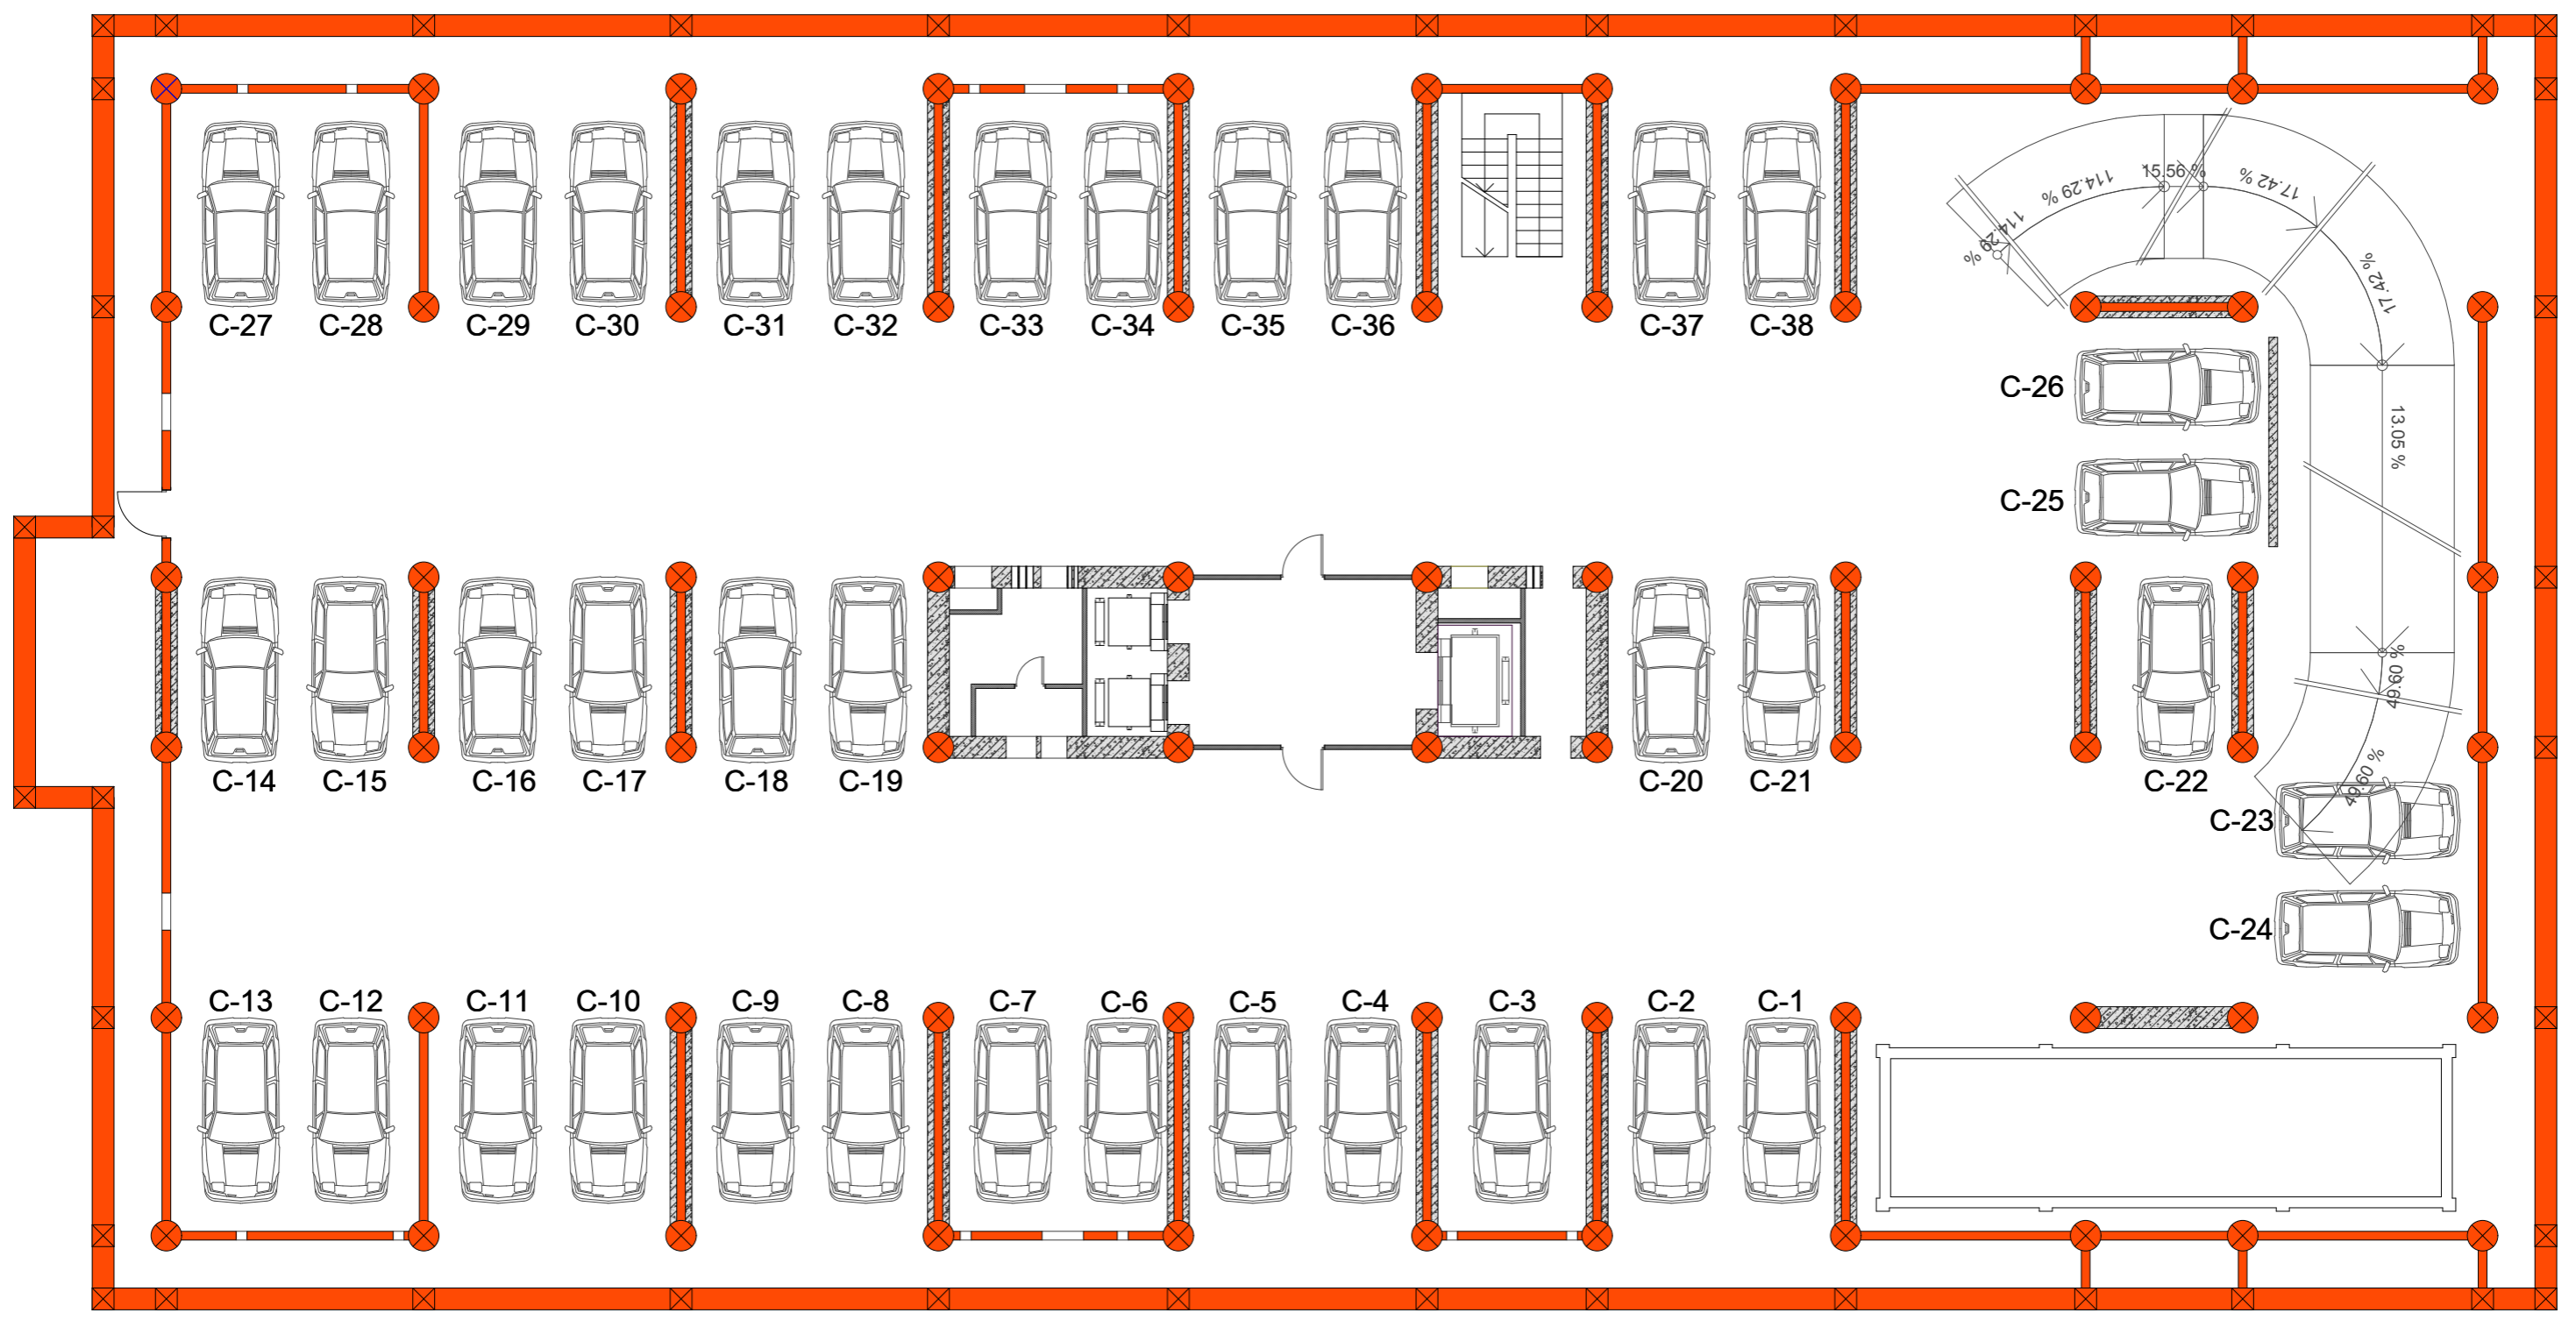 15.56 %
114.29 %
17.42 %
114.29 %
17.42 %
C-27 C-28 C-29 C-30 C-31 C-32 C-33 C-34 C-35 C-36 C-37 C-38
C-26
13.05 %
C-25
49.60 %
C-14 C-15 C-16 C-17 C-18 C-19 C-20 C-21 C-22
49.60 %
C-23
C-24
C-13 C-12 C-11 C-10 C-9 C-8 C-7 C-6 C-5 C-4 C-3 C-2 C-1